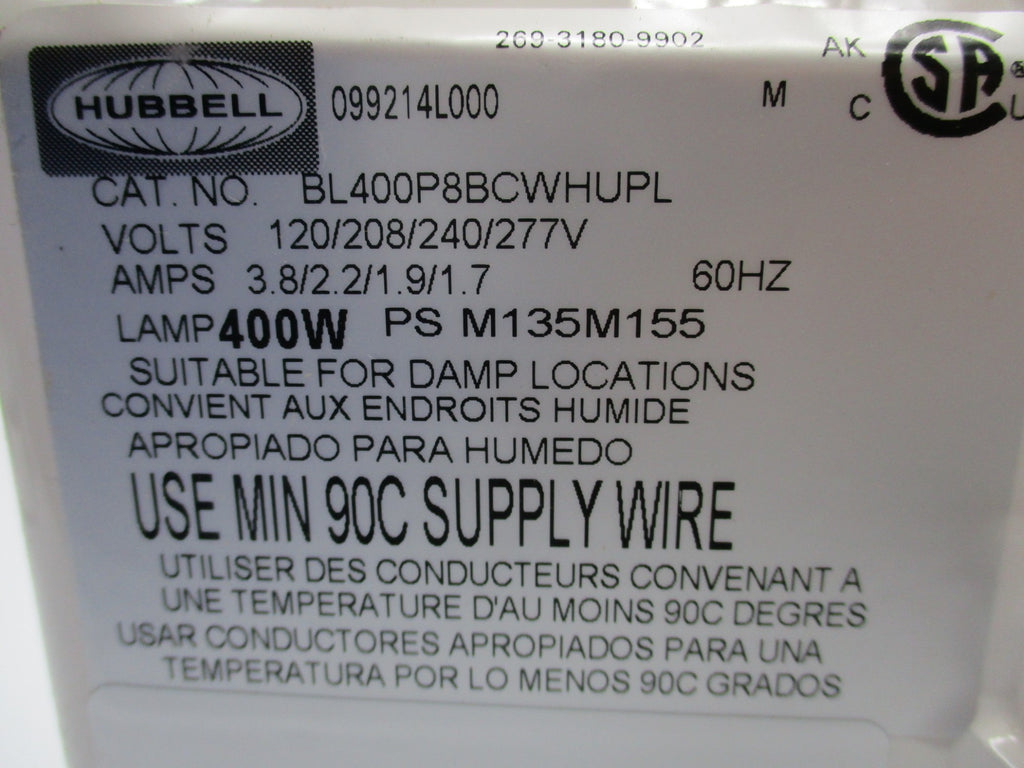 269-3180-9902
AK
HUBBELL
099214L000
M
C
SA
CAT. NO. BL400P8BCWHUPL
VOLTS 120/208/240/277V
AMPS 3.8/2.2/1.9/1.7 60HZ
LAMP 400W PS M135M155
SUITABLE FOR DAMP LOCATIONS
CONVIENT AUX ENDROITS HUMIDE
APROPIADO PARA HUMEDO
USE MIN 90C SUPPLY WIRE
UTILISER DES CONDUCTEURS CONVENANT A
UNE TEMPERATURE D'AU MOINS 90C DEGRES
USAR CONDUCTORES APROPIADOS PARA UNA
TEMPERATURA POR LO MENOS 90C GRADOS